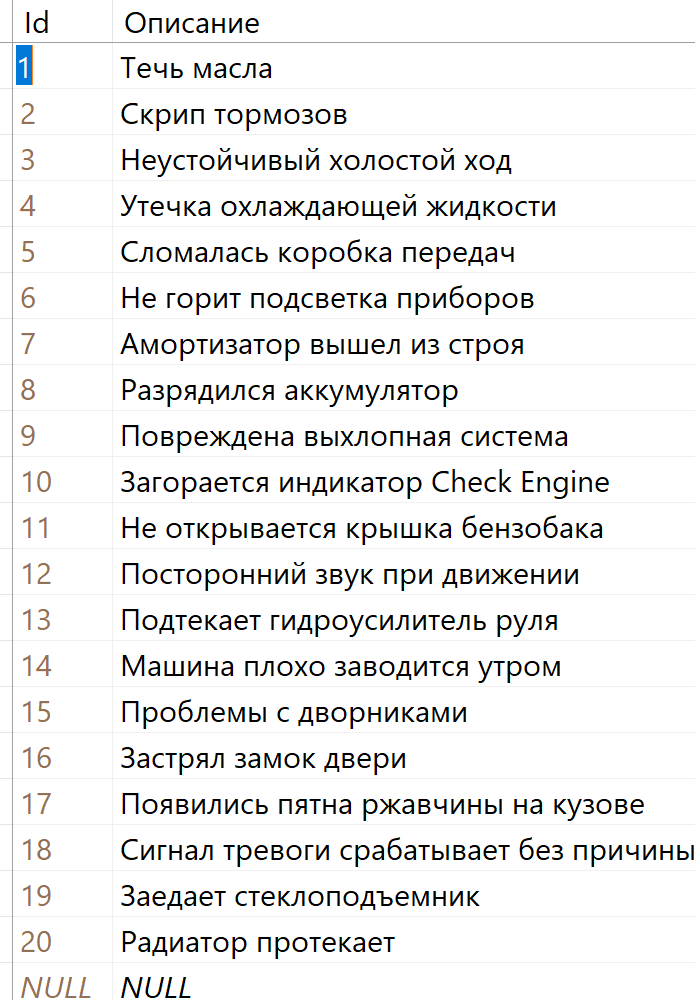 Id Описание
1 Течь масла
2 Скрип тормозов
3 Неустойчивый холостой ход
4 Утечка охлаждающей жидкости
5 Сломалась коробка передач
6 Не горит подсветка приборов
7 Амортизатор вышел из строя
8 Разрядился аккумулятор
9 Повреждена выхлопная система
10 Загорается индикатор Check Engine
11 Не открывается крышка бензобака
12 Посторонний звук при движении
13 Подтекает гидроусилитель руля
14 Машина плохо заводится утром
15 Проблемы с дворниками
16 Застрял замок двери
17 Появились пятна ржавчины на кузове
18 Сигнал тревоги срабатывает без причины
19 Заедает стеклоподъемник
20 Радиатор протекает
NULL NULL